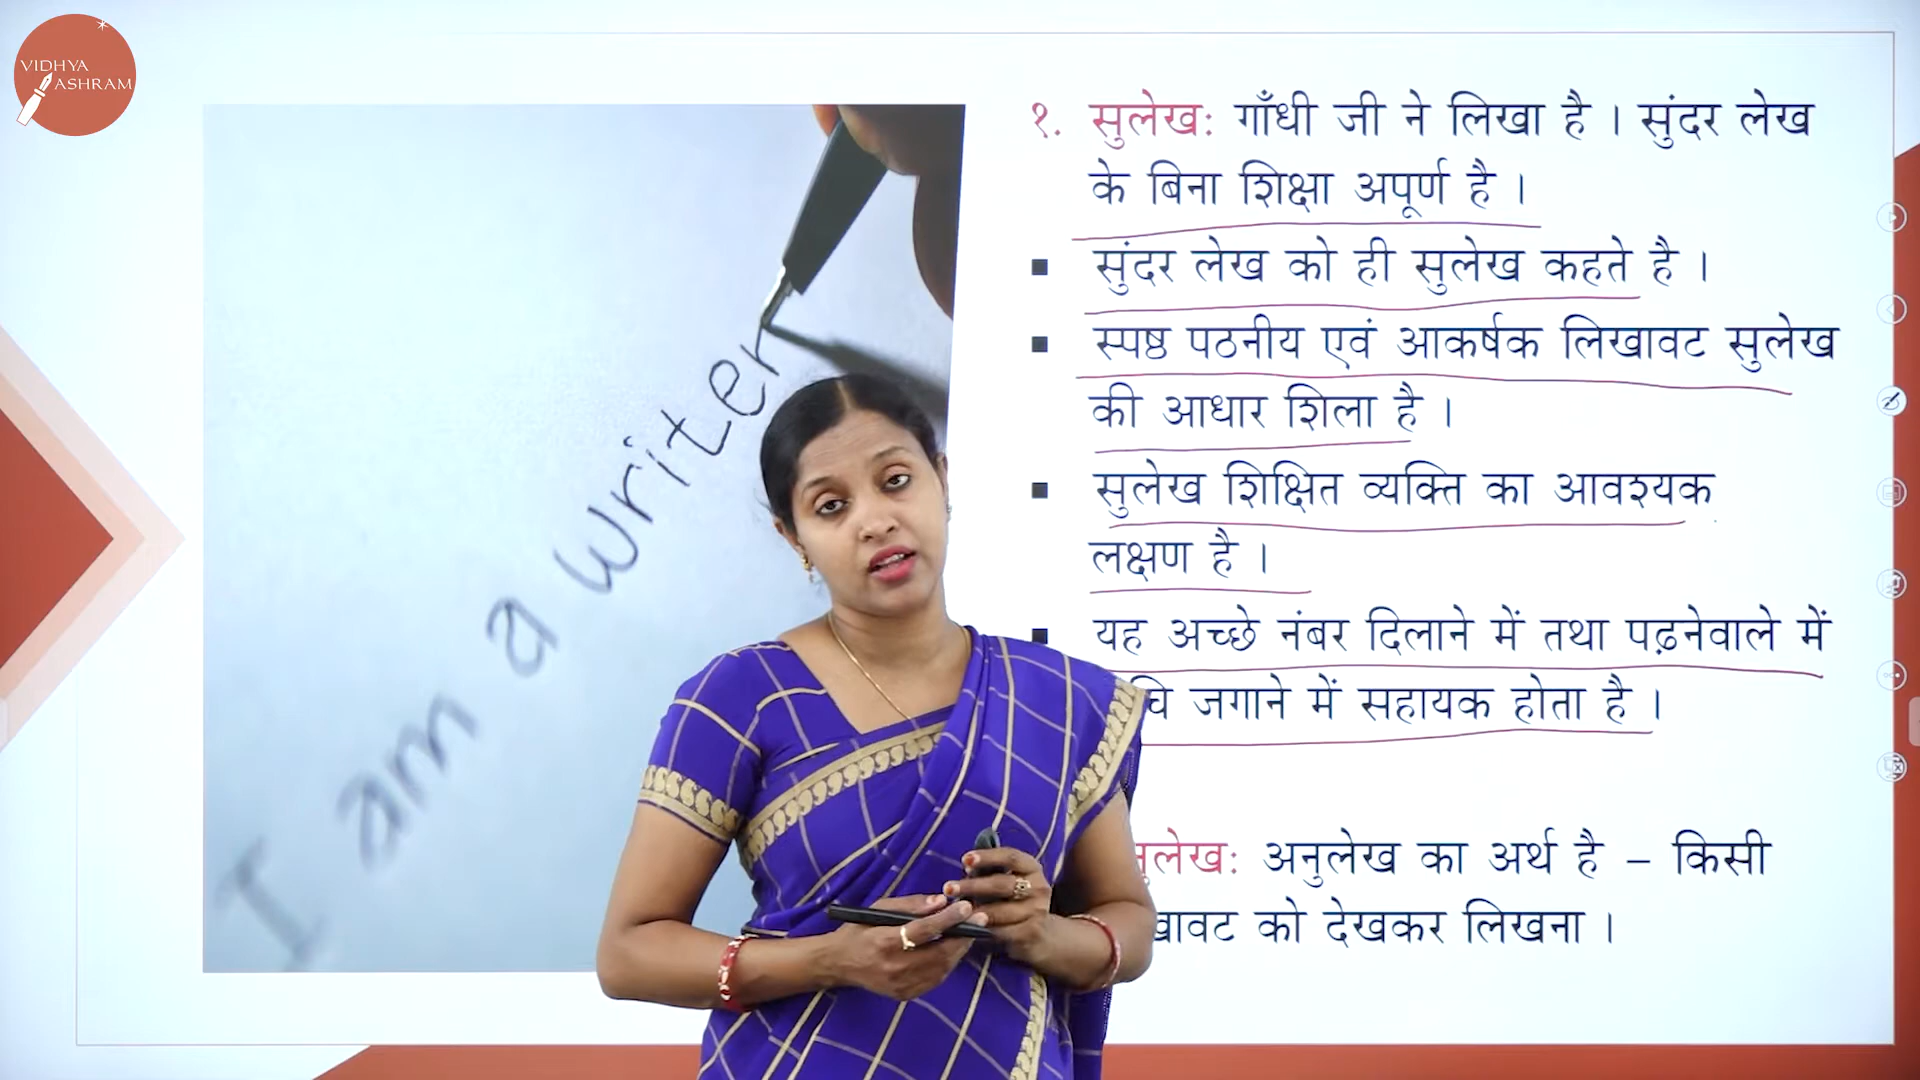 VIDHYA
ASHRAM
I am a writer
१. सुलेख: गाँधी जी ने लिखा है । सुंदर लेख
के बिना शिक्षा अपूर्ण है ।
▪ सुंदर लेख को ही सुलेख कहते है ।
▪ स्पष्ठ पठनीय एवं आकर्षक लिखावट सुलेख
की आधार शिला है ।
▪ सुलेख शिक्षित व्यक्ति का आवश्यक
लक्षण है ।
▪ यह अच्छे नंबर दिलाने में तथा पढ़नेवाले में
जगाने में सहायक होता है ।
अनुलेख का अर्थ है – किसी
को देखकर लिखना ।